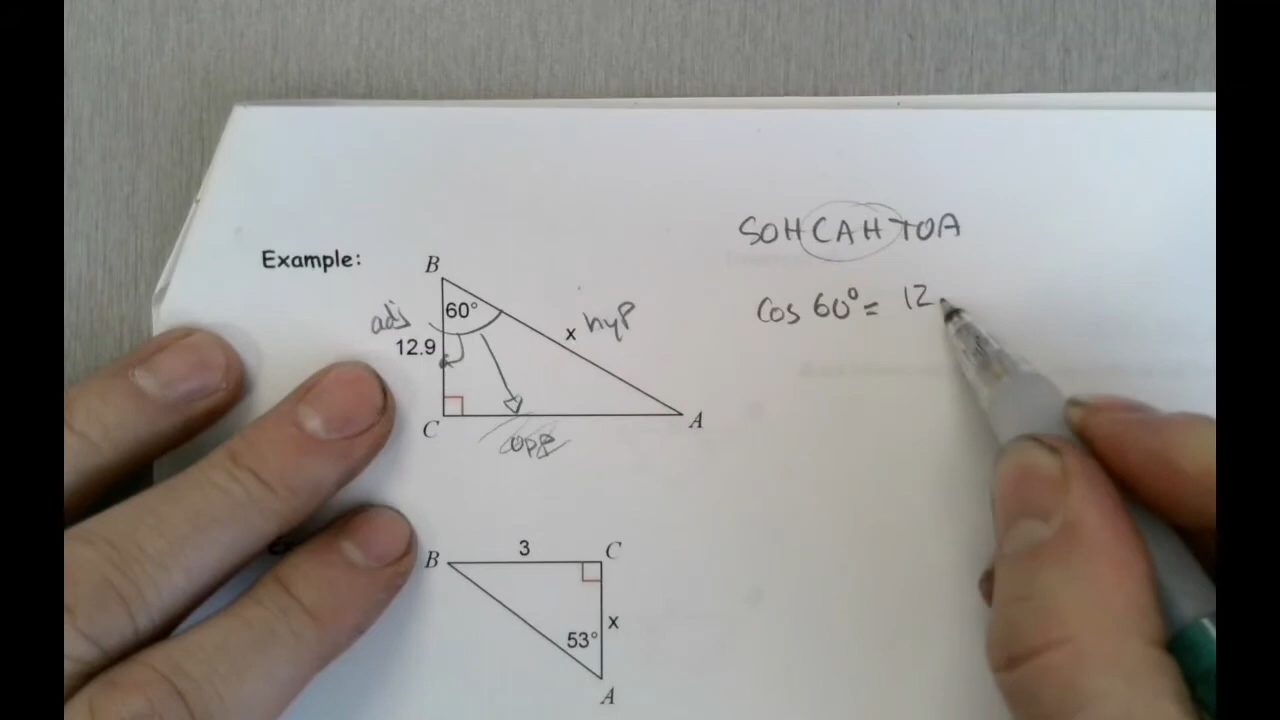 SOHCAHTOA
Example:
B
cos 60° = 12.
60°
adj
x hyp
12.9
C
A
opp
3
B
C
x
53°
A